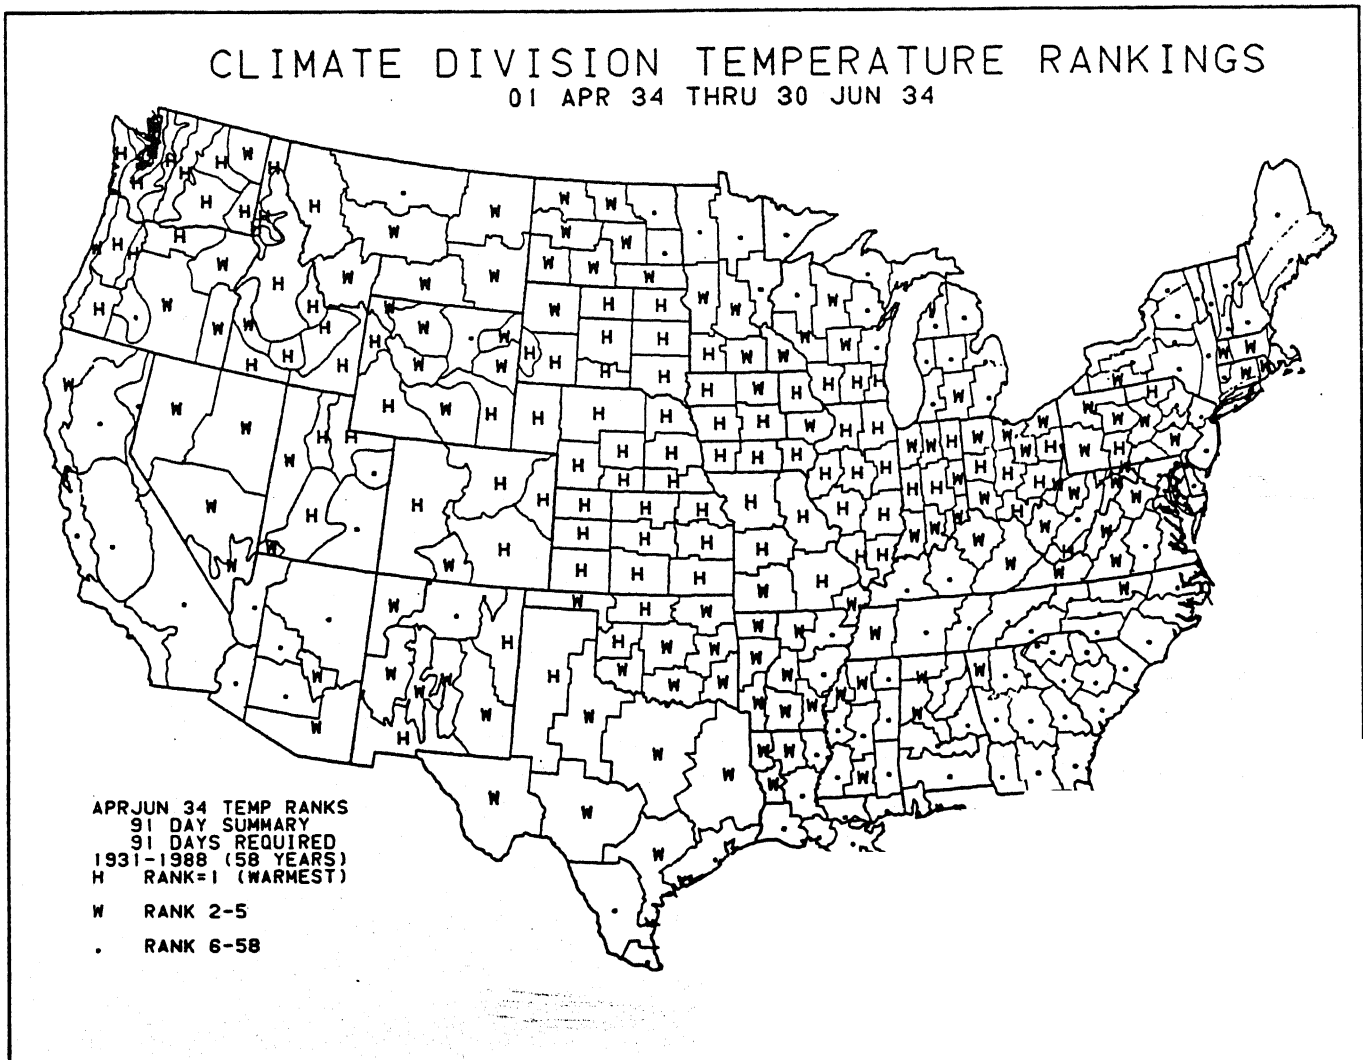 CLIMATE DIVISION TEMPERATURE RANKINGS
01 APR 34 THRU 30 JUN 34
APRJUN 34 TEMP RANKS
91 DAY SUMMARY
91 DAYS REQUIRED
1931-1988 (58 YEARS)
H RANK=1 (WARMEST)
W RANK 2-5
. RANK 6-58